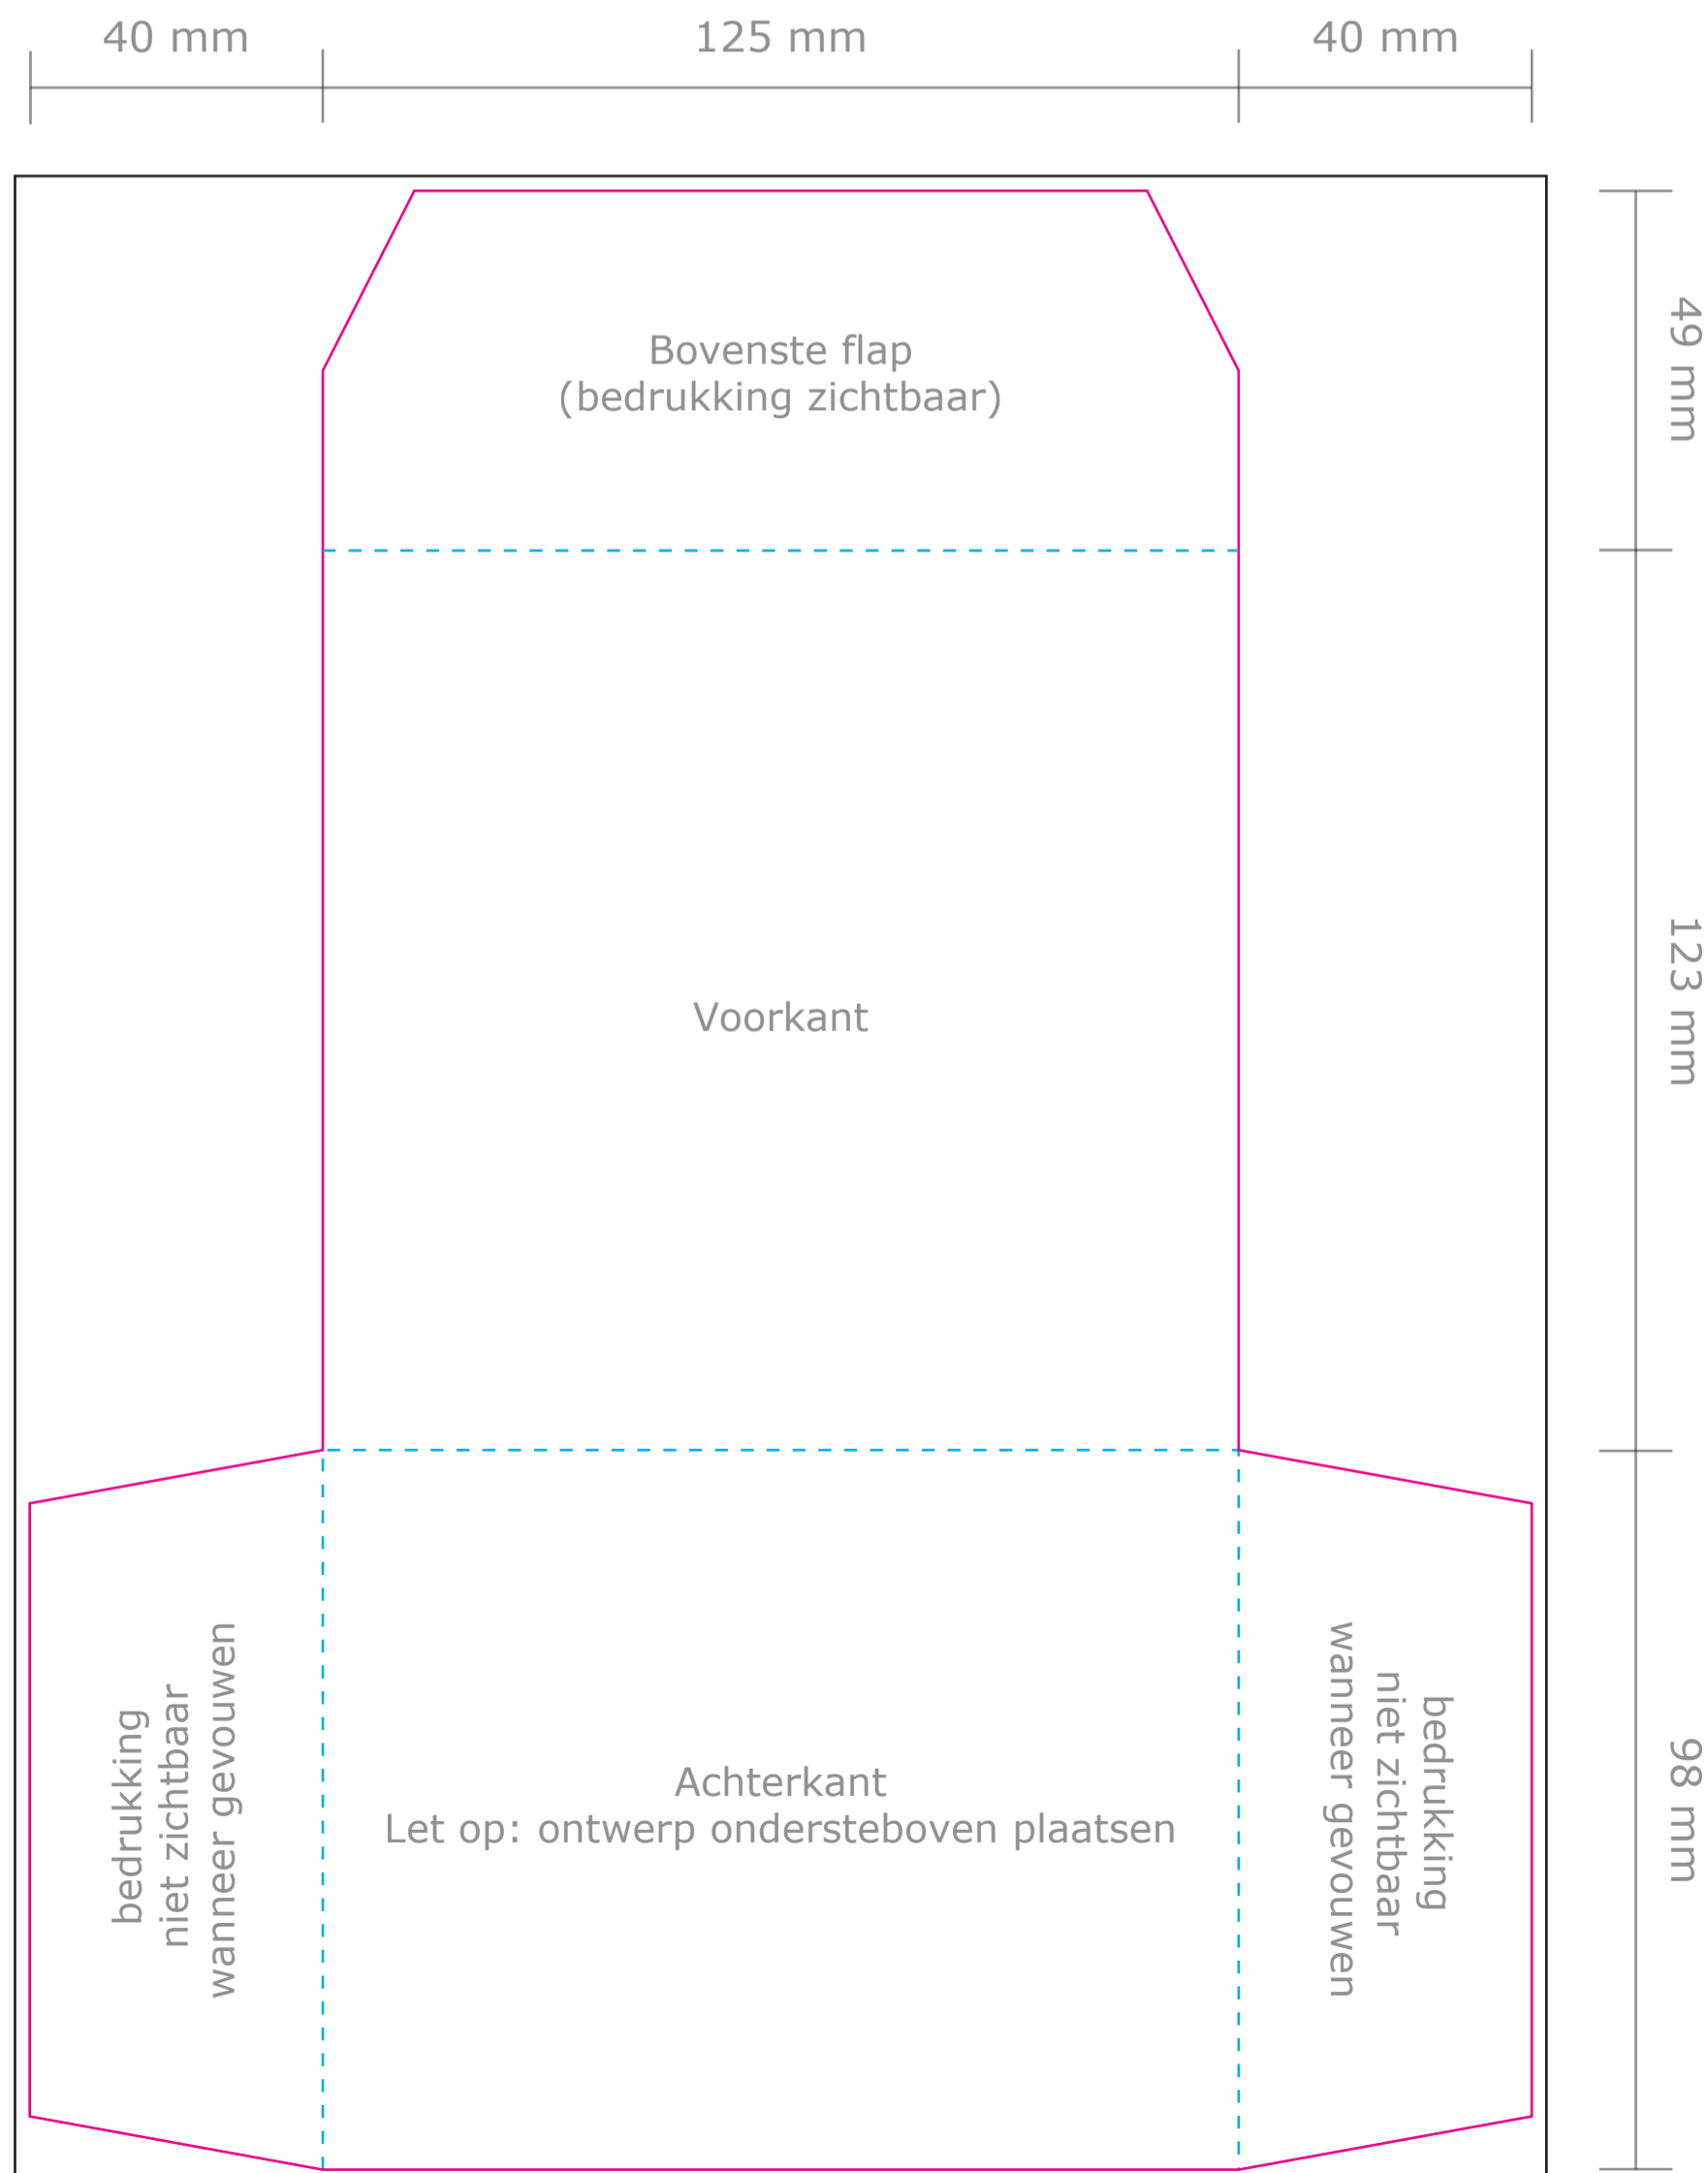 40 mm
125 mm
40 mm
49 mm
Bovenste flap
(bedrukking zichtbaar)
123 mm
Voorkant
bedrukking
niet zichtbaar
wanneer gevouwen
Achterkant
Let op: ontwerp ondersteboven plaatsen
bedrukking
niet zichtbaar
wanneer gevouwen
98 mm